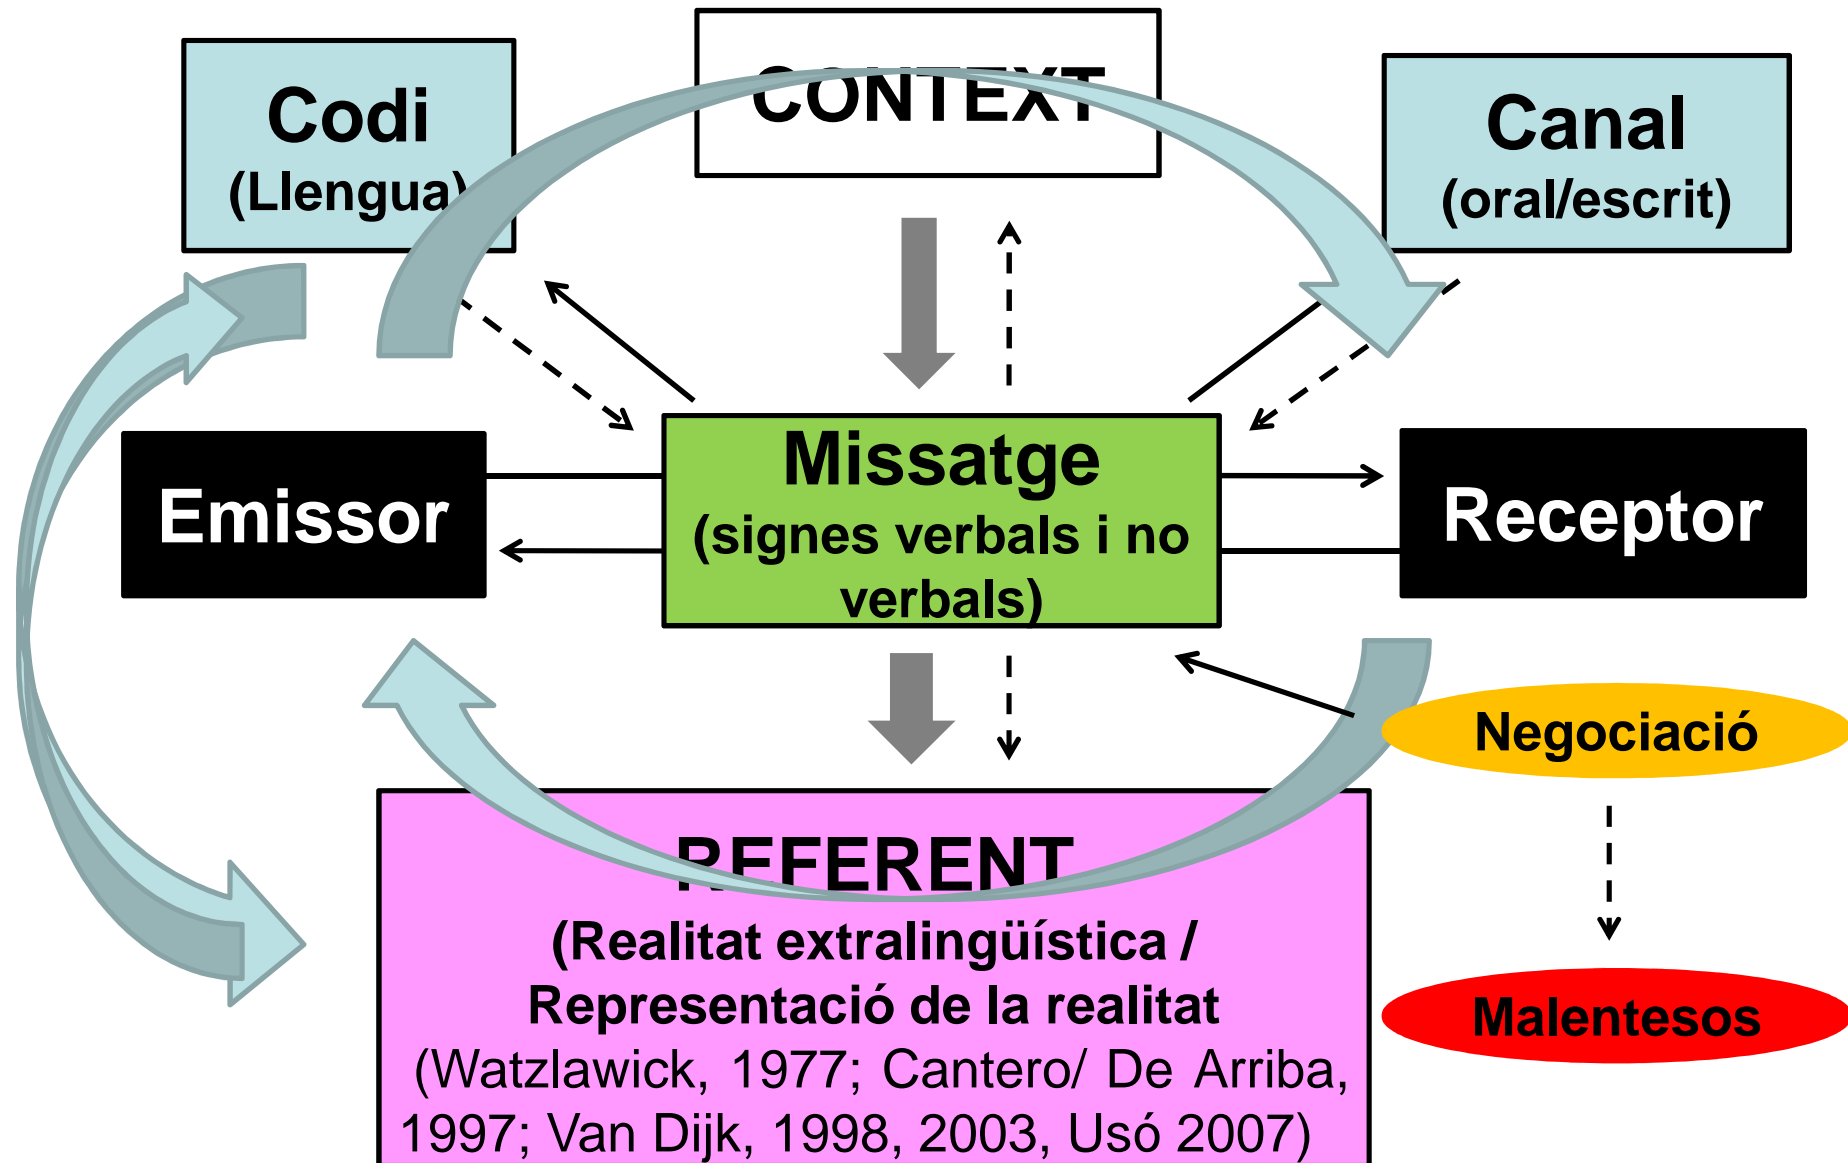 CONTEXT
Codi
(Llengua)
Canal
(oral/escrit)
Missatge
(signes verbals i no
verbals)
Emissor
Receptor
Negociació
REFERENT
(Realitat extralingüística /
Representació de la realitat
(Watzlawick, 1977; Cantero/ De Arriba,
1997; Van Dijk, 1998, 2003, Usó 2007)
Malentesos